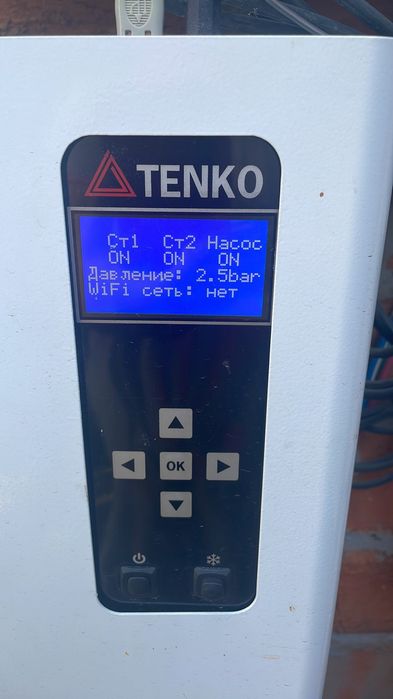 TENKO
Ст1 Ст2 Насос
ON ON ON
Давление: 2.5bar
WiFi сеть: нет
OK